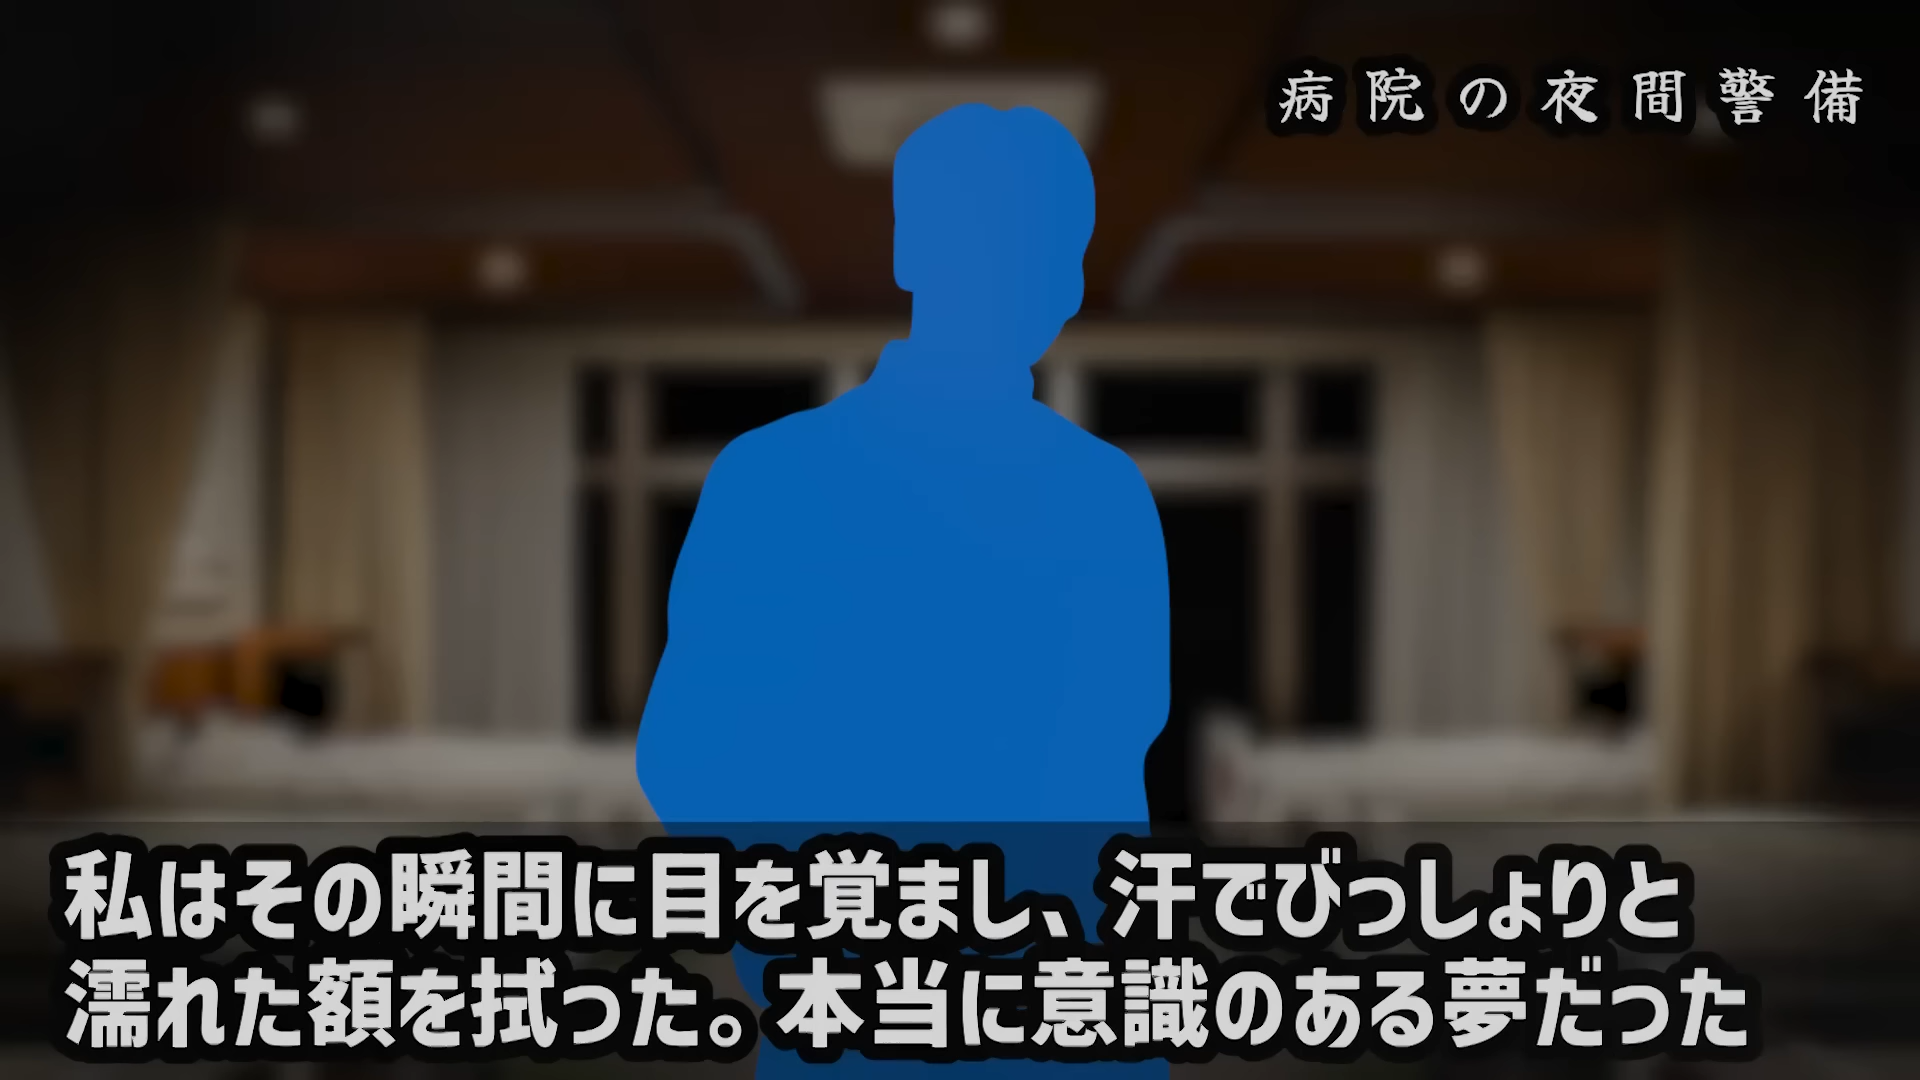 病院の夜間警備
私はその瞬間に目を覚まし、汗でびっしょりと
濡れた額を拭った。本当に意識のある夢だった